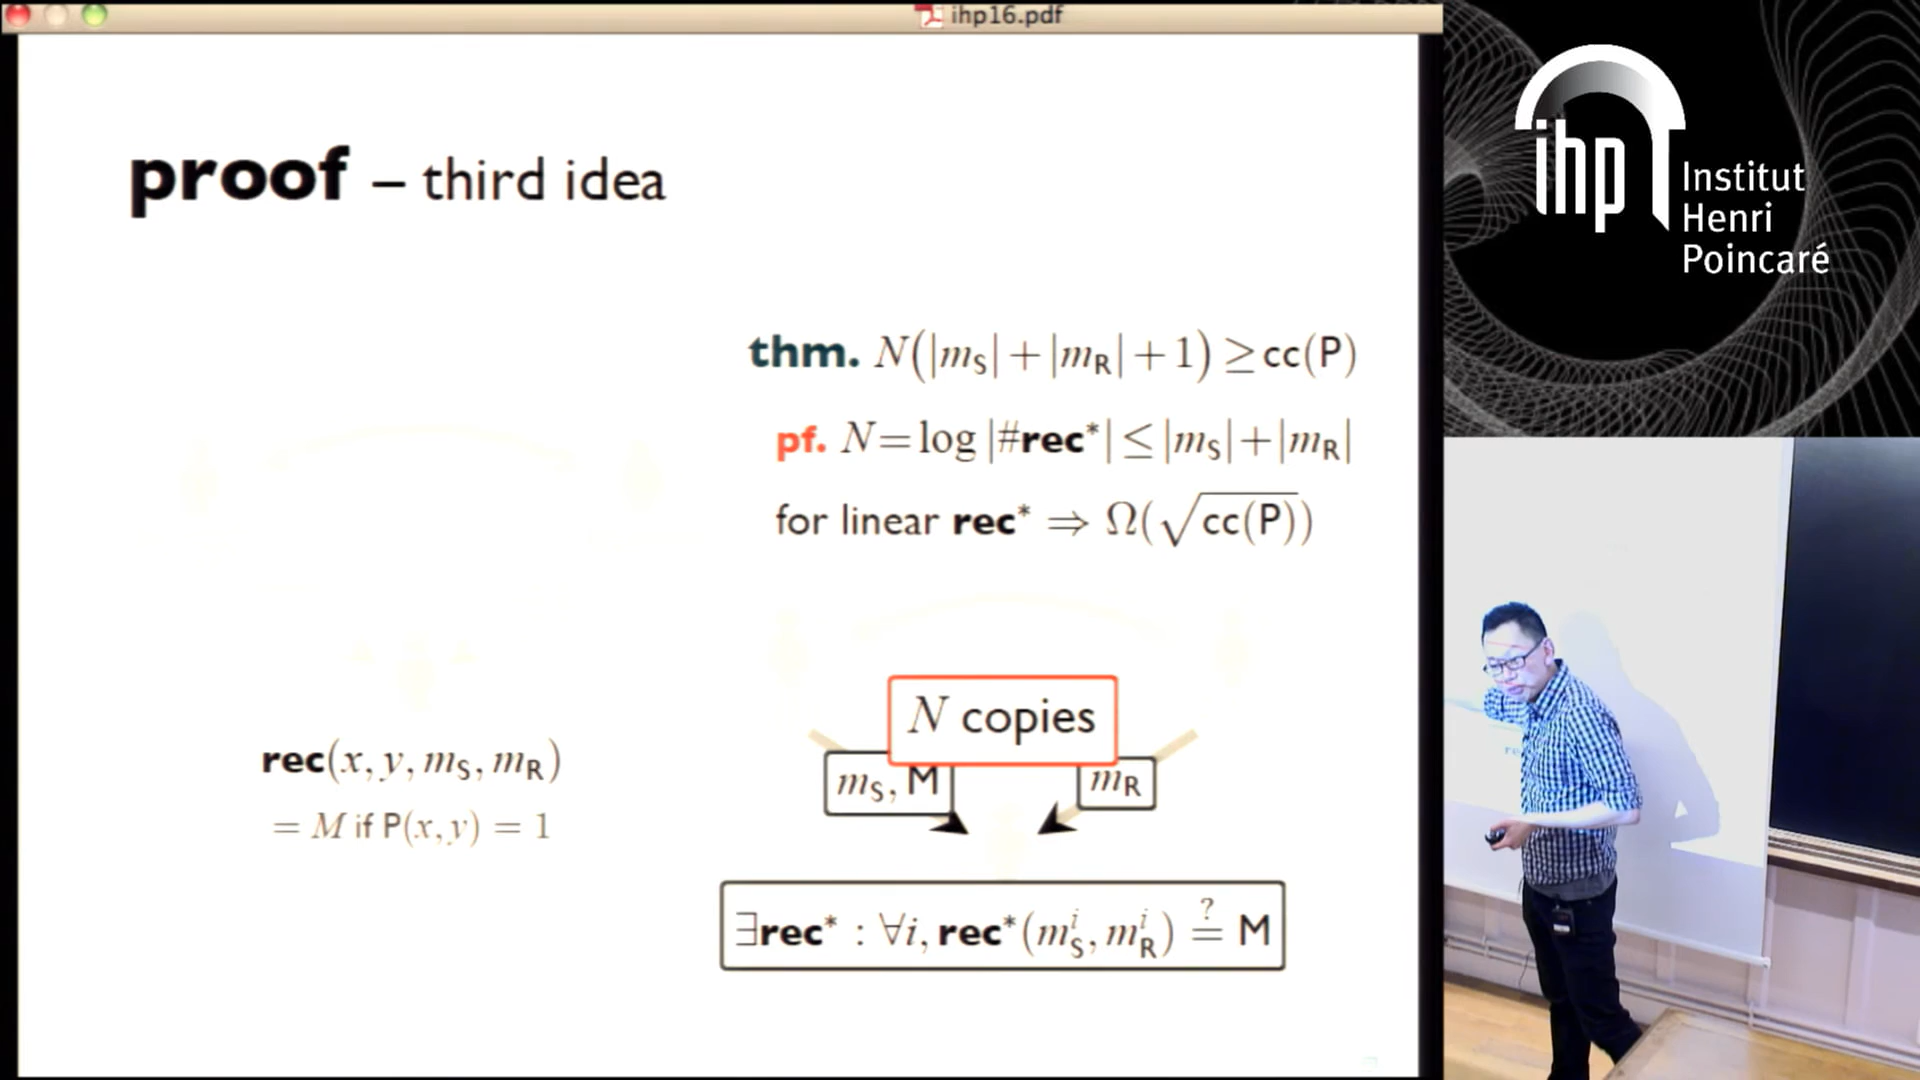 ihp16.pdf
proof – third idea
thm. N(|m_S| + |m_R| + 1) ≥ cc(P)
pf. N = log |#rec*| ≤ |m_S| + |m_R|
for linear rec* ⇒ Ω(√cc(P))
N copies
m_S, M
m_R
rec(x, y, m_S, m_R)
= M if P(x, y) = 1
∃rec* : ∀i, rec*(m_S^i, m_R^i) ≟ M
ihp
Institut
Henri
Poincaré